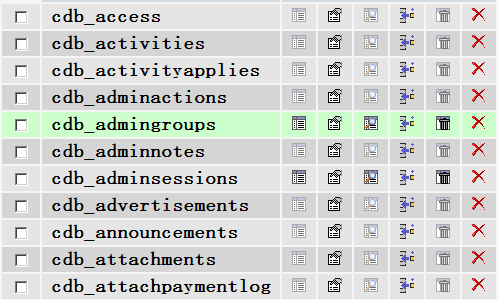 cdb_access
cdb_activities
cdb_activityapplies
cdb_adminactions
cdb_admingroups
cdb_adminnotes
cdb_adminsessions
cdb_advertisements
cdb_announcements
cdb_attachments
cdb_attachpaymentlog